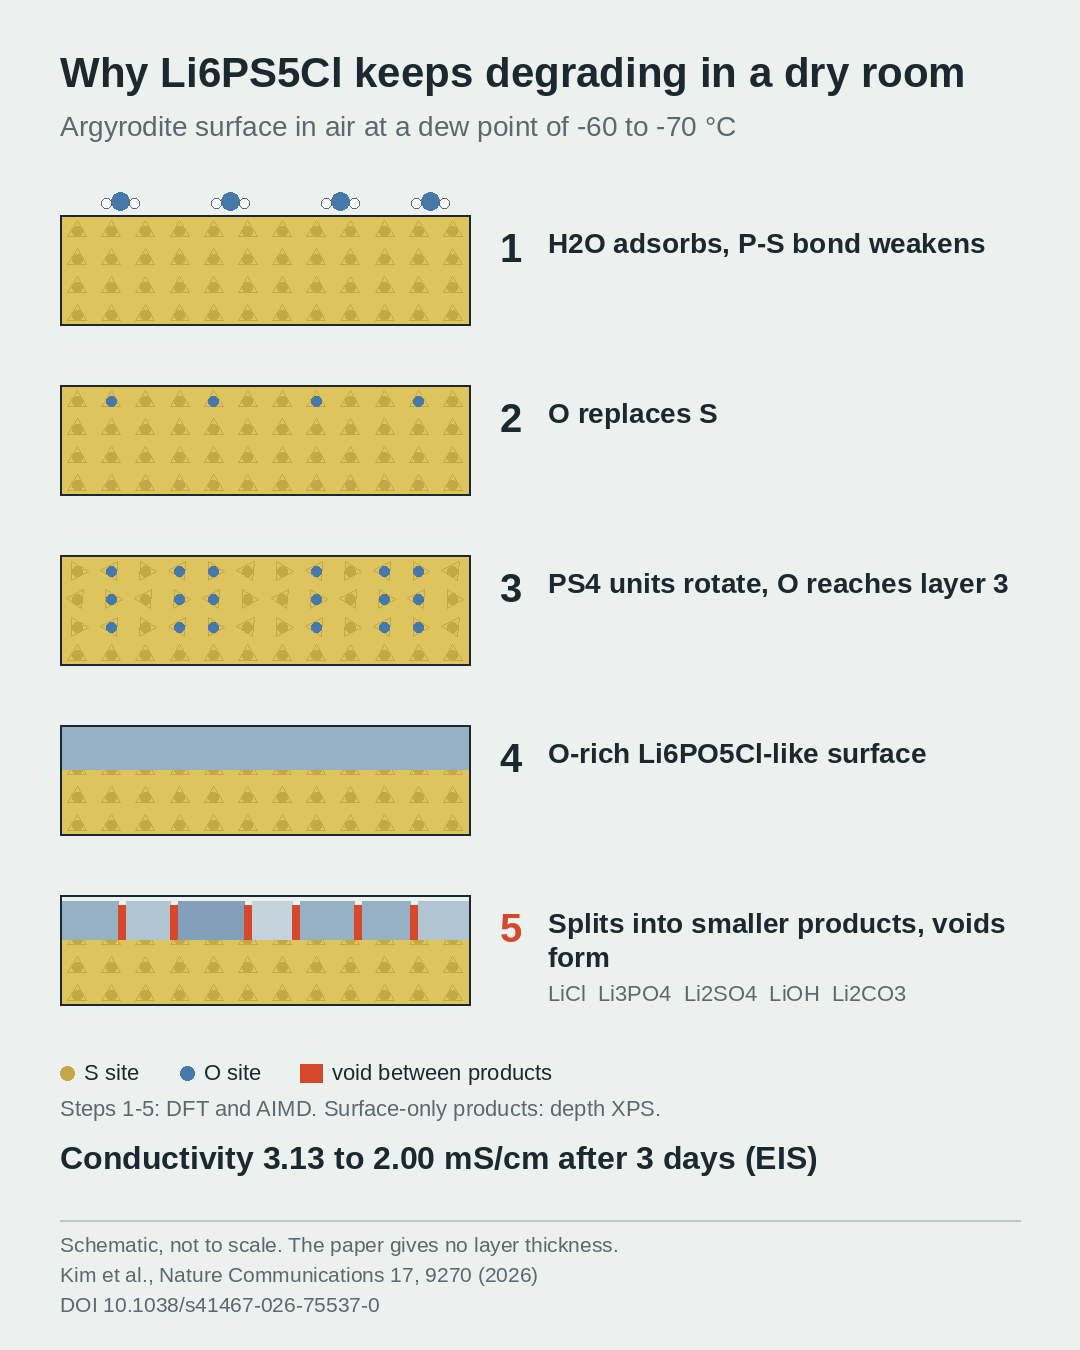 Why Li6PS5Cl keeps degrading in a dry room
Argyrodite surface in air at a dew point of -60 to -70 °C
1 H2O adsorbs, P-S bond weakens
2 O replaces S
3 PS4 units rotate, O reaches layer 3
4 O-rich Li6PO5Cl-like surface
5 Splits into smaller products, voids
form
LiCl Li3PO4 Li2SO4 LiOH Li2CO3
S site O site void between products
Steps 1-5: DFT and AIMD. Surface-only products: depth XPS.
Conductivity 3.13 to 2.00 mS/cm after 3 days (EIS)
Schematic, not to scale. The paper gives no layer thickness.
Kim et al., Nature Communications 17, 9270 (2026)
DOI 10.1038/s41467-026-75537-0